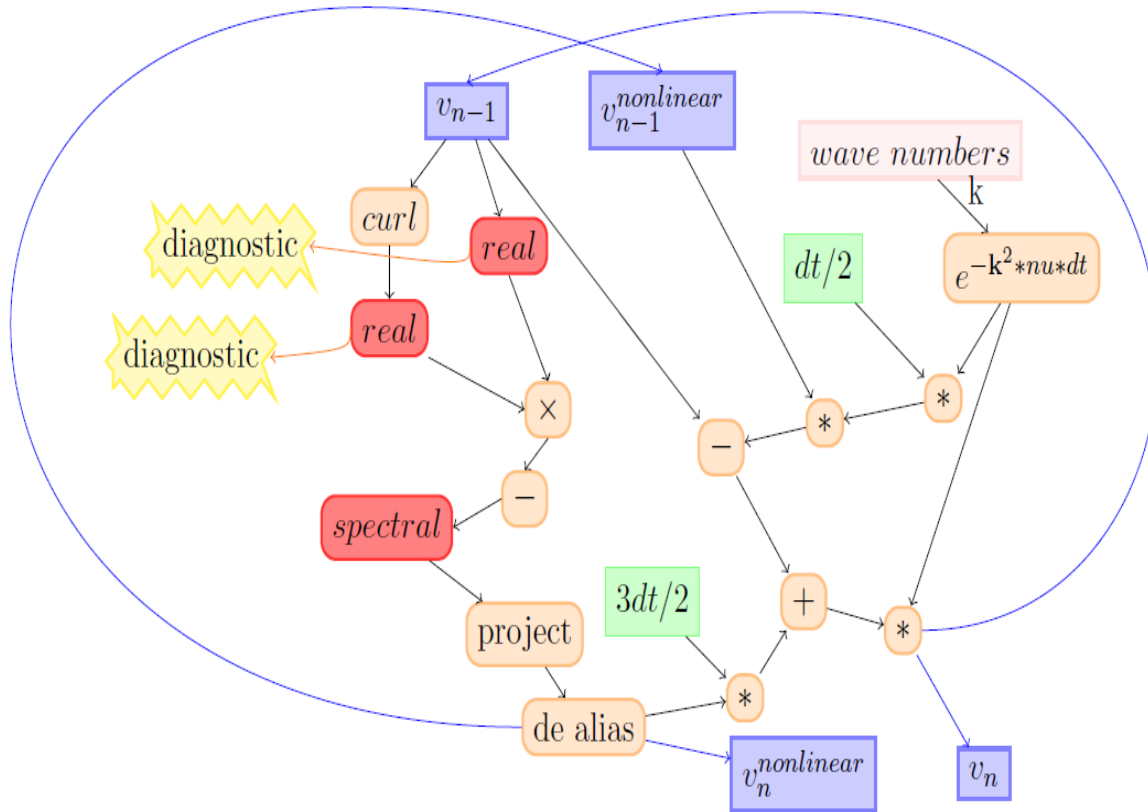 v_{n-1}
v_{n-1}^{nonlinear}
wave numbers
k
curl
diagnostic
real
dt/2
e^{-k^2*nu*dt}
real
diagnostic
×
*
*
−
−
spectral
3dt/2
+
*
project
*
de alias
v_n^{nonlinear}
v_n